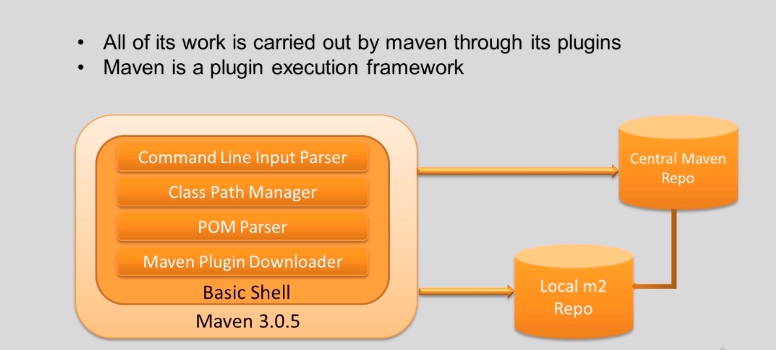 • All of its work is carried out by maven through its plugins
• Maven is a plugin execution framework
Command Line Input Parser
Class Path Manager
POM Parser
Maven Plugin Downloader
Basic Shell
Maven 3.0.5
Central Maven
Repo
Local m2
Repo